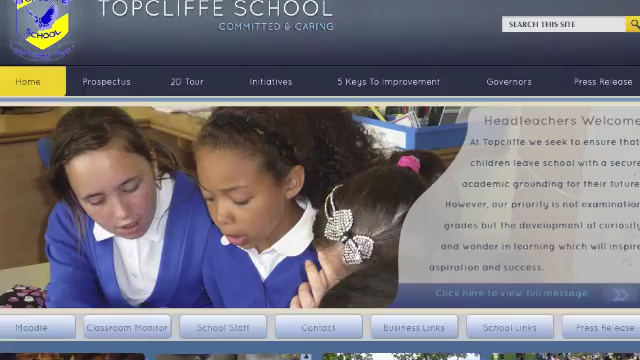 TOPCLIFFE SCHOOL
COMMITTED & CARING
SCHOOL
SEARCH THIS SITE
Home Prospectus 2D Tour Initiatives 5 Keys To Improvement Governors Press Release
Headteachers Welcome
At Topcliffe we seek to ensure that
children leave school with a secure
academic grounding for their future.
However, our priority is not examination
grades but the development of curiosity
and wonder in learning which will inspire
aspiration and success.
Click here to view full message.
Moodle Classroom Monitor School Staff Contact Business Links School Links Press Release